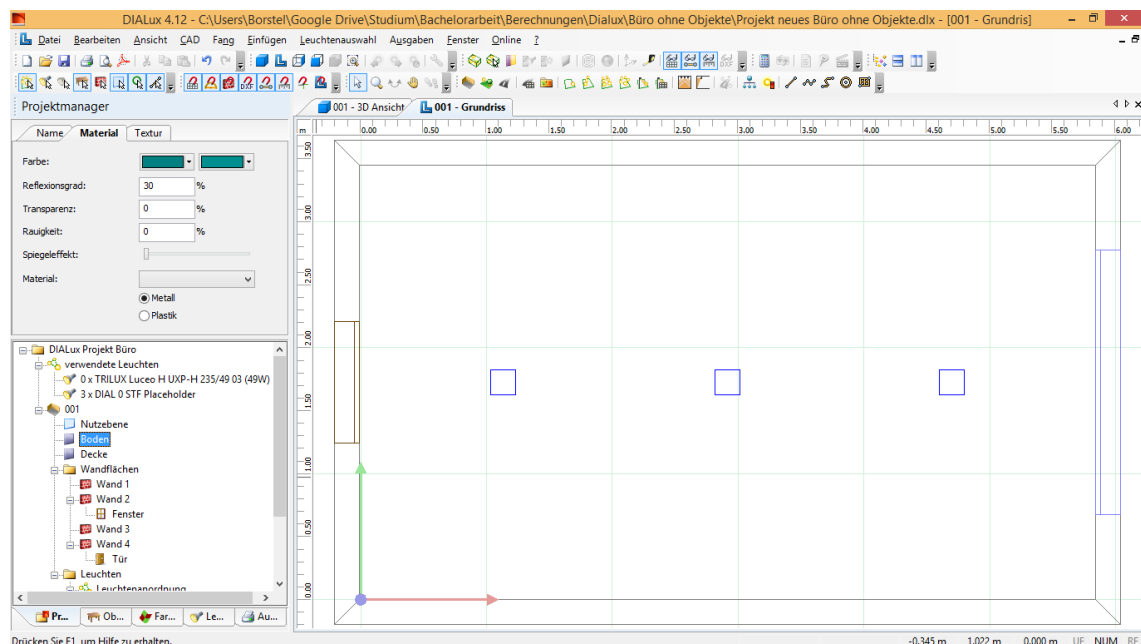 DIALux 4.12 - C:\Users\Borstel\Google Drive\Studium\Bachelorarbeit\Berechnungen\Dialux\Büro ohne Objekte\Projekt neues Büro ohne Objekte.dlx - [001 - Grundris]
Datei Bearbeiten Ansicht CAD Fang Einfügen Leuchtenauswahl Ausgaben Fenster Online ?
Projektmanager
001 - 3D Ansicht
001 - Grundriss
Name
Material
Textur
Farbe:
Reflexionsgrad: 30 %
Transparenz: 0 %
Rauigkeit: 0 %
Spiegeleffekt:
Material:
Metall
Plastik
DIALux Projekt Büro
verwendete Leuchten
0 x TRILUX Luceo H UXP-H 235/49 03 (49W)
3 x DIAL 0 STF Placeholder
001
Nutzebene
Boden
Decke
Wandflächen
Wand 1
Wand 2
Fenster
Wand 3
Wand 4
Tür
Leuchten
Leuchtenanordnung
Pr... Ob... Far... Le... Au...
m 0.00 0.50 1.00 1.50 2.00 2.50 3.00 3.50 4.00 4.50 5.00 5.50 6.00
3.50
3.00
2.50
2.00
1.50
1.00
0.50
0.00
Drücken Sie F1, um Hilfe zu erhalten.
-0.345 m 1.022 m 0.000 m UF NUM RF